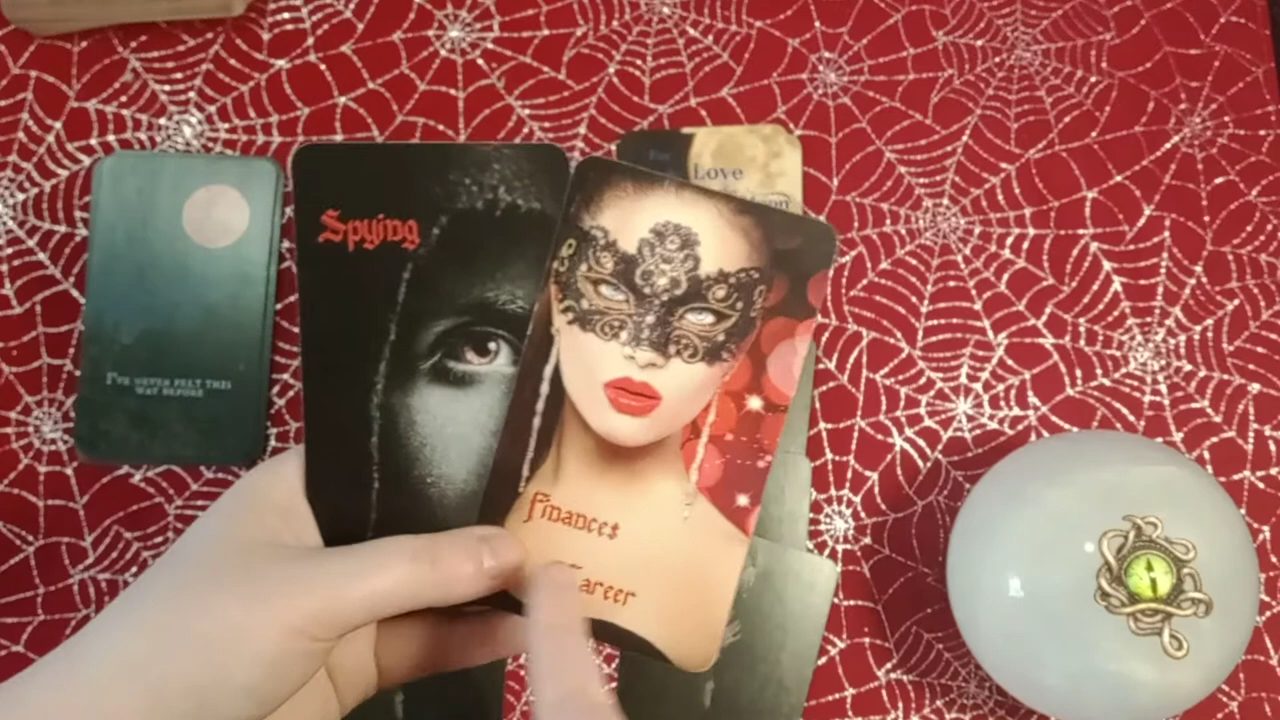 Love
Spying
I've never felt this
way before
Finances
Career